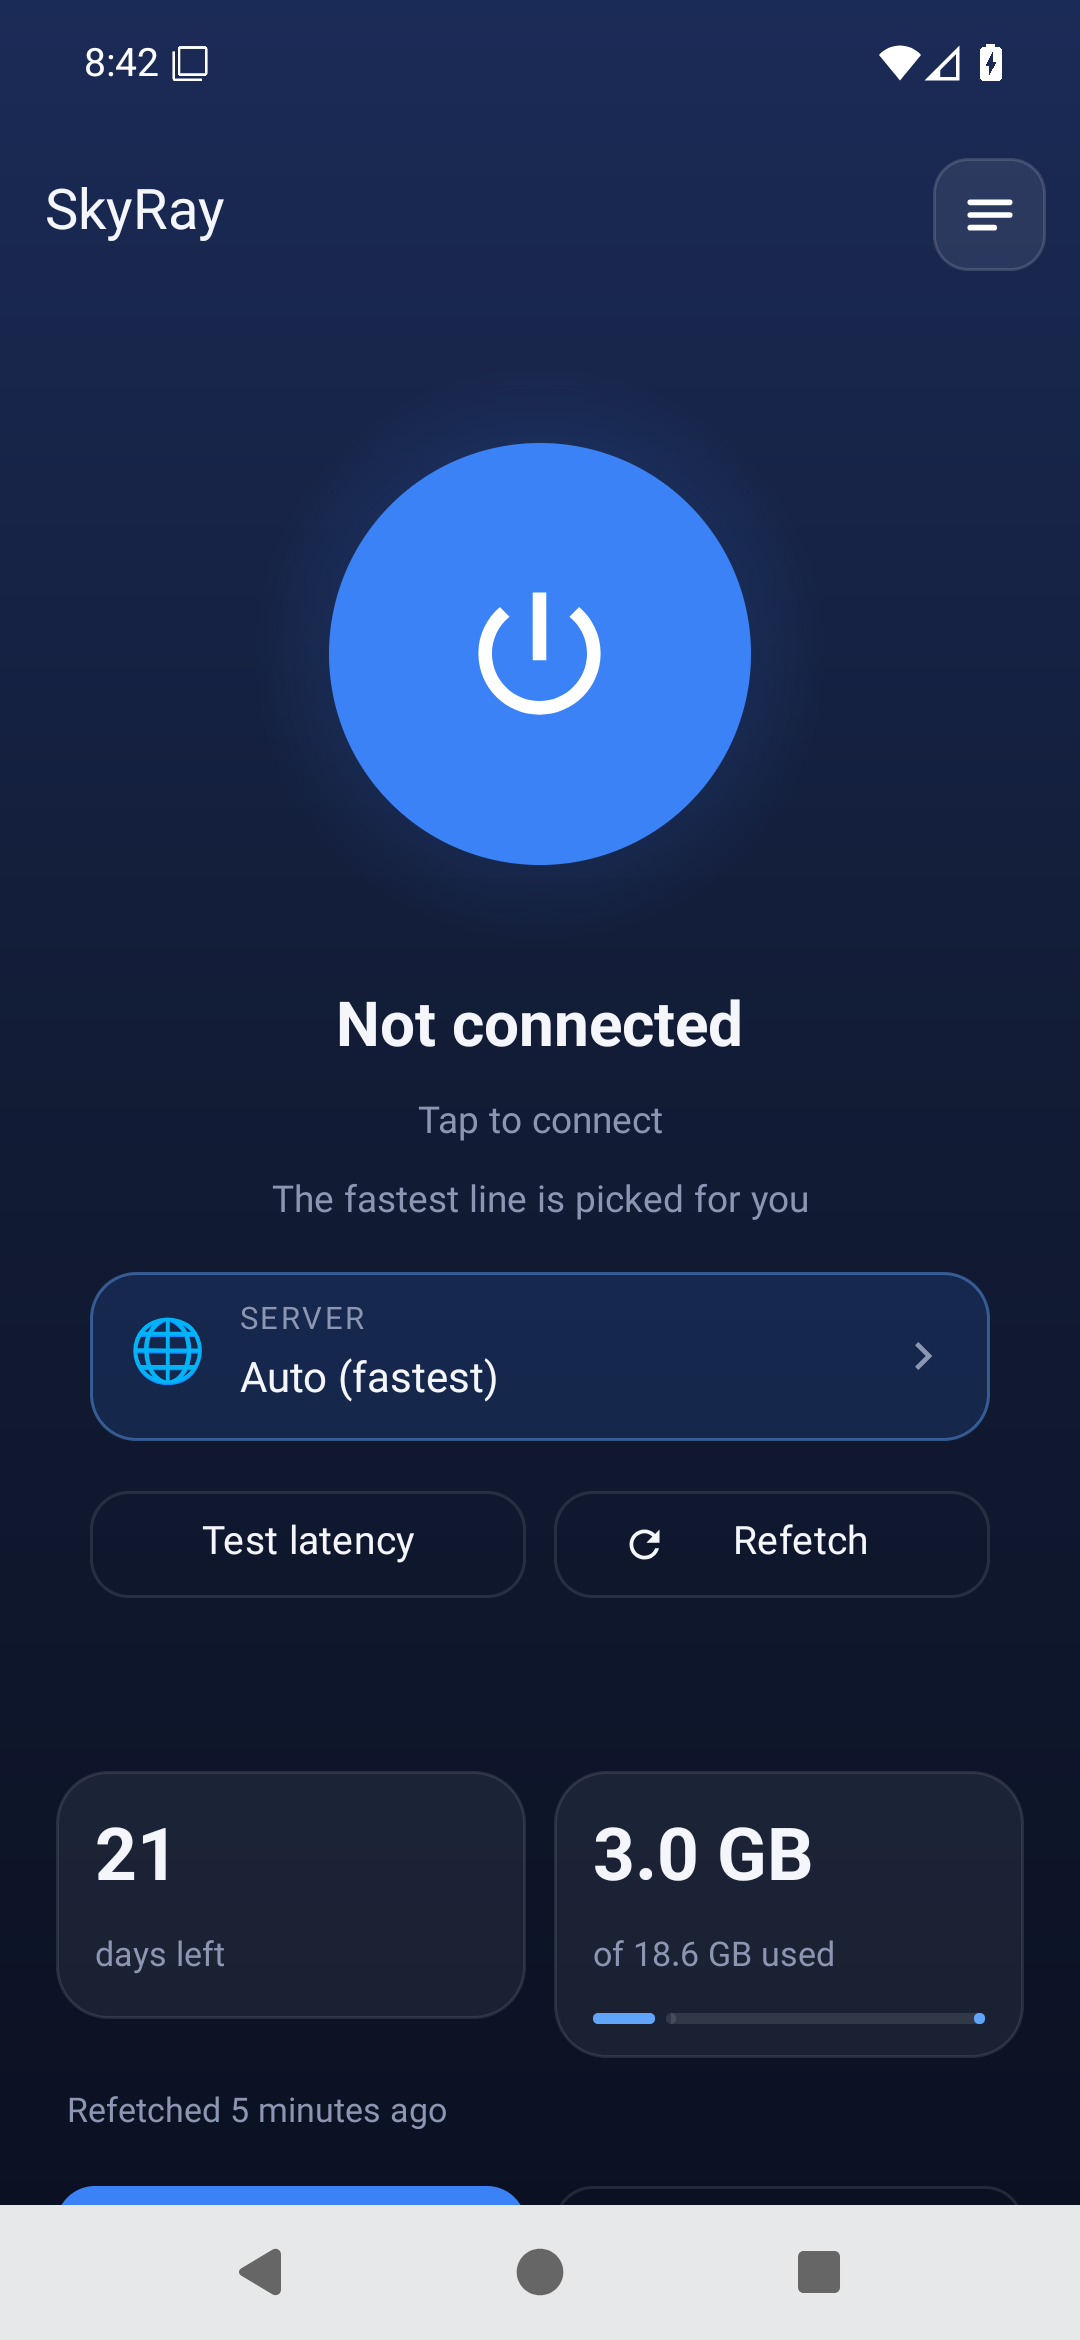 8:42
SkyRay
Not connected
Tap to connect
The fastest line is picked for you
SERVER
Auto (fastest)
Test latency
Refetch
21
days left
3.0 GB
of 18.6 GB used
Refetched 5 minutes ago